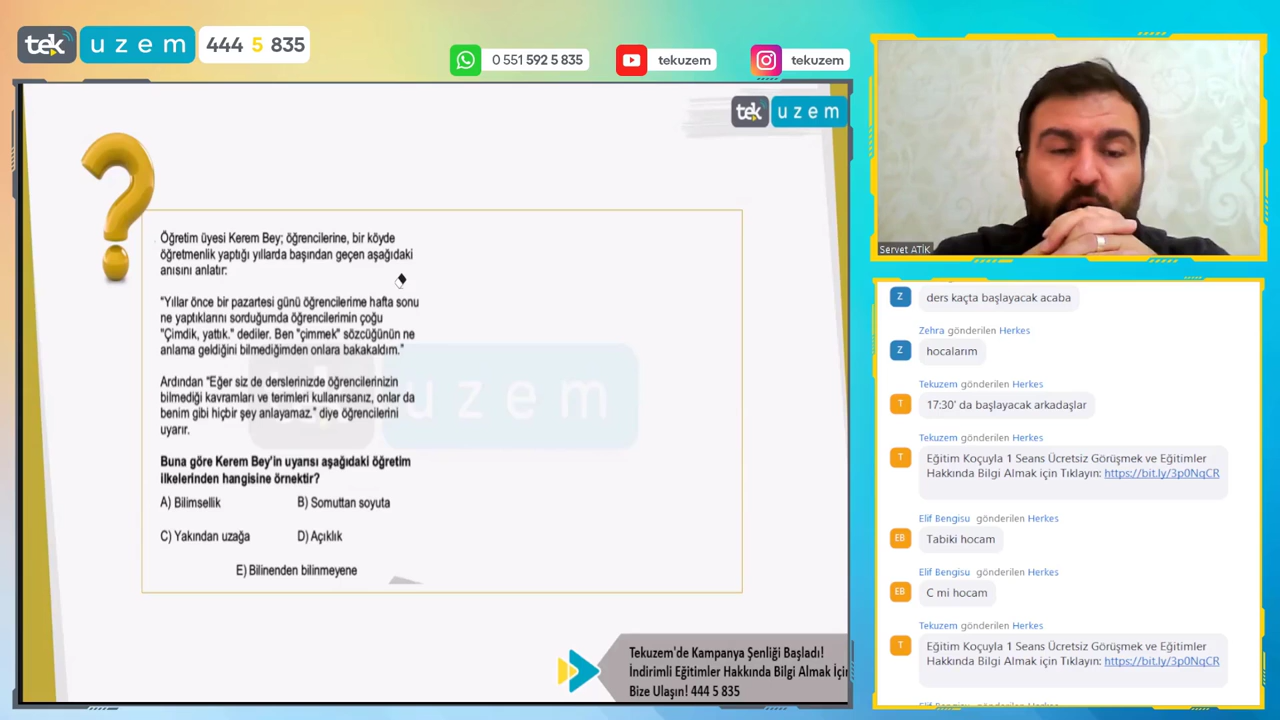 tek uzem 444 5 835
0 551 592 5 835
tekuzem
tekuzem
tek uzem
Öğretim üyesi Kerem Bey; öğrencilerine, bir köyde
öğretmenlik yaptığı yıllarda başından geçen aşağıdaki
anısını anlatır:
"Yıllar önce bir pazartesi günü öğrencilerime hafta sonu
ne yaptıklarını sorduğumda öğrencilerimin çoğu
"Çimdik, yattık." dediler. Ben "çimmek" sözcüğünün ne
anlama geldiğini bilmediğimden onlara bakakaldım."
Ardından "Eğer siz de derslerinizde öğrencilerinizin
bilmediği kavramları ve terimleri kullanırsanız, onlar da
benim gibi hiçbir şey anlayamaz." diye öğrencilerini
uyarır.
Buna göre Kerem Bey'in uyarısı aşağıdaki öğretim
ilkelerinden hangisine örnektir?
A) Bilimsellik B) Somuttan soyuta
C) Yakından uzağa D) Açıklık
E) Bilinenden bilinmeyene
uzem
Tekuzem'de Kampanya Şenliği Başladı!
İndirimli Eğitimler Hakkında Bilgi Almak İçin
Bize Ulaşın! 444 5 835
Servet ATİK
Z ders kaçta başlayacak acaba
Zehra gönderilen Herkes
Z hocalarım
Tekuzem gönderilen Herkes
T 17:30' da başlayacak arkadaşlar
Tekuzem gönderilen Herkes
T Eğitim Koçuyla 1 Seans Ücretsiz Görüşmek ve Eğitimler
Hakkında Bilgi Almak için Tıklayın: https://bit.ly/3p0NqCR
Elif Bengisu gönderilen Herkes
EB Tabiki hocam
Elif Bengisu gönderilen Herkes
EB C mi hocam
Tekuzem gönderilen Herkes
T Eğitim Koçuyla 1 Seans Ücretsiz Görüşmek ve Eğitimler
Hakkında Bilgi Almak için Tıklayın: https://bit.ly/3p0NqCR